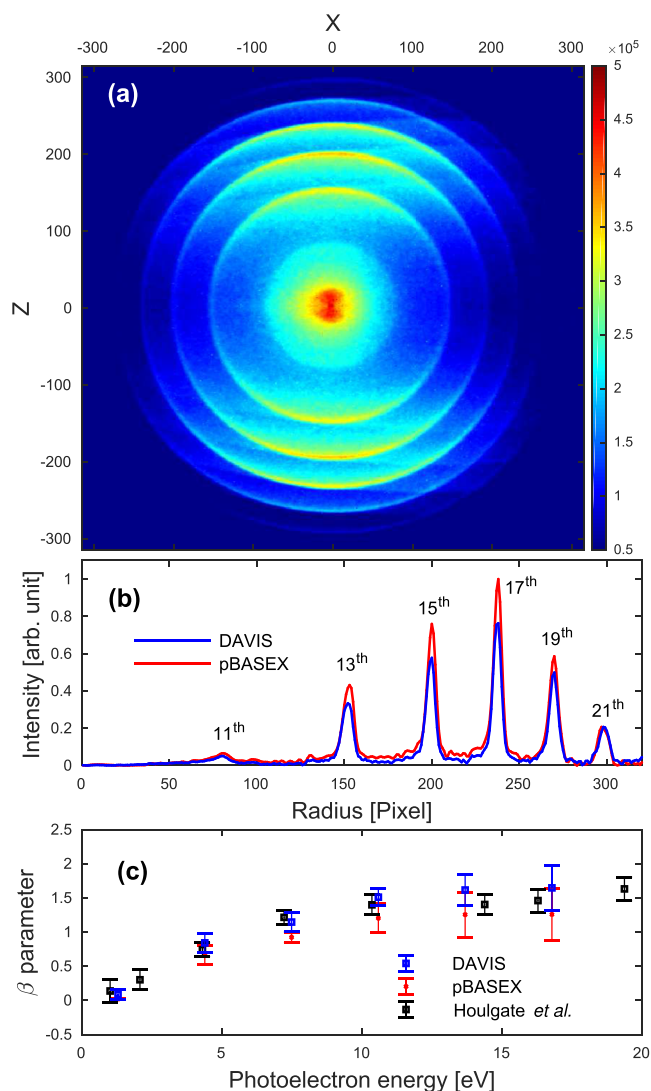 X
-300 -200 -100 0 100 200 300
×10⁵
(a)
Z
300
200
100
0
-100
-200
-300
5
4.5
4
3.5
3
2.5
2
1.5
1
0.5
(b)
Intensity [arb. unit]
1
0.8
0.6
0.4
0.2
0
DAVIS
pBASEX
11th
13th
15th
17th
19th
21th
0 50 100 150 200 250 300
Radius [Pixel]
(c)
β parameter
2.5
2
1.5
1
0.5
0
-0.5
DAVIS
pBASEX
Houlgate et al.
0 5 10 15 20
Photoelectron energy [eV]